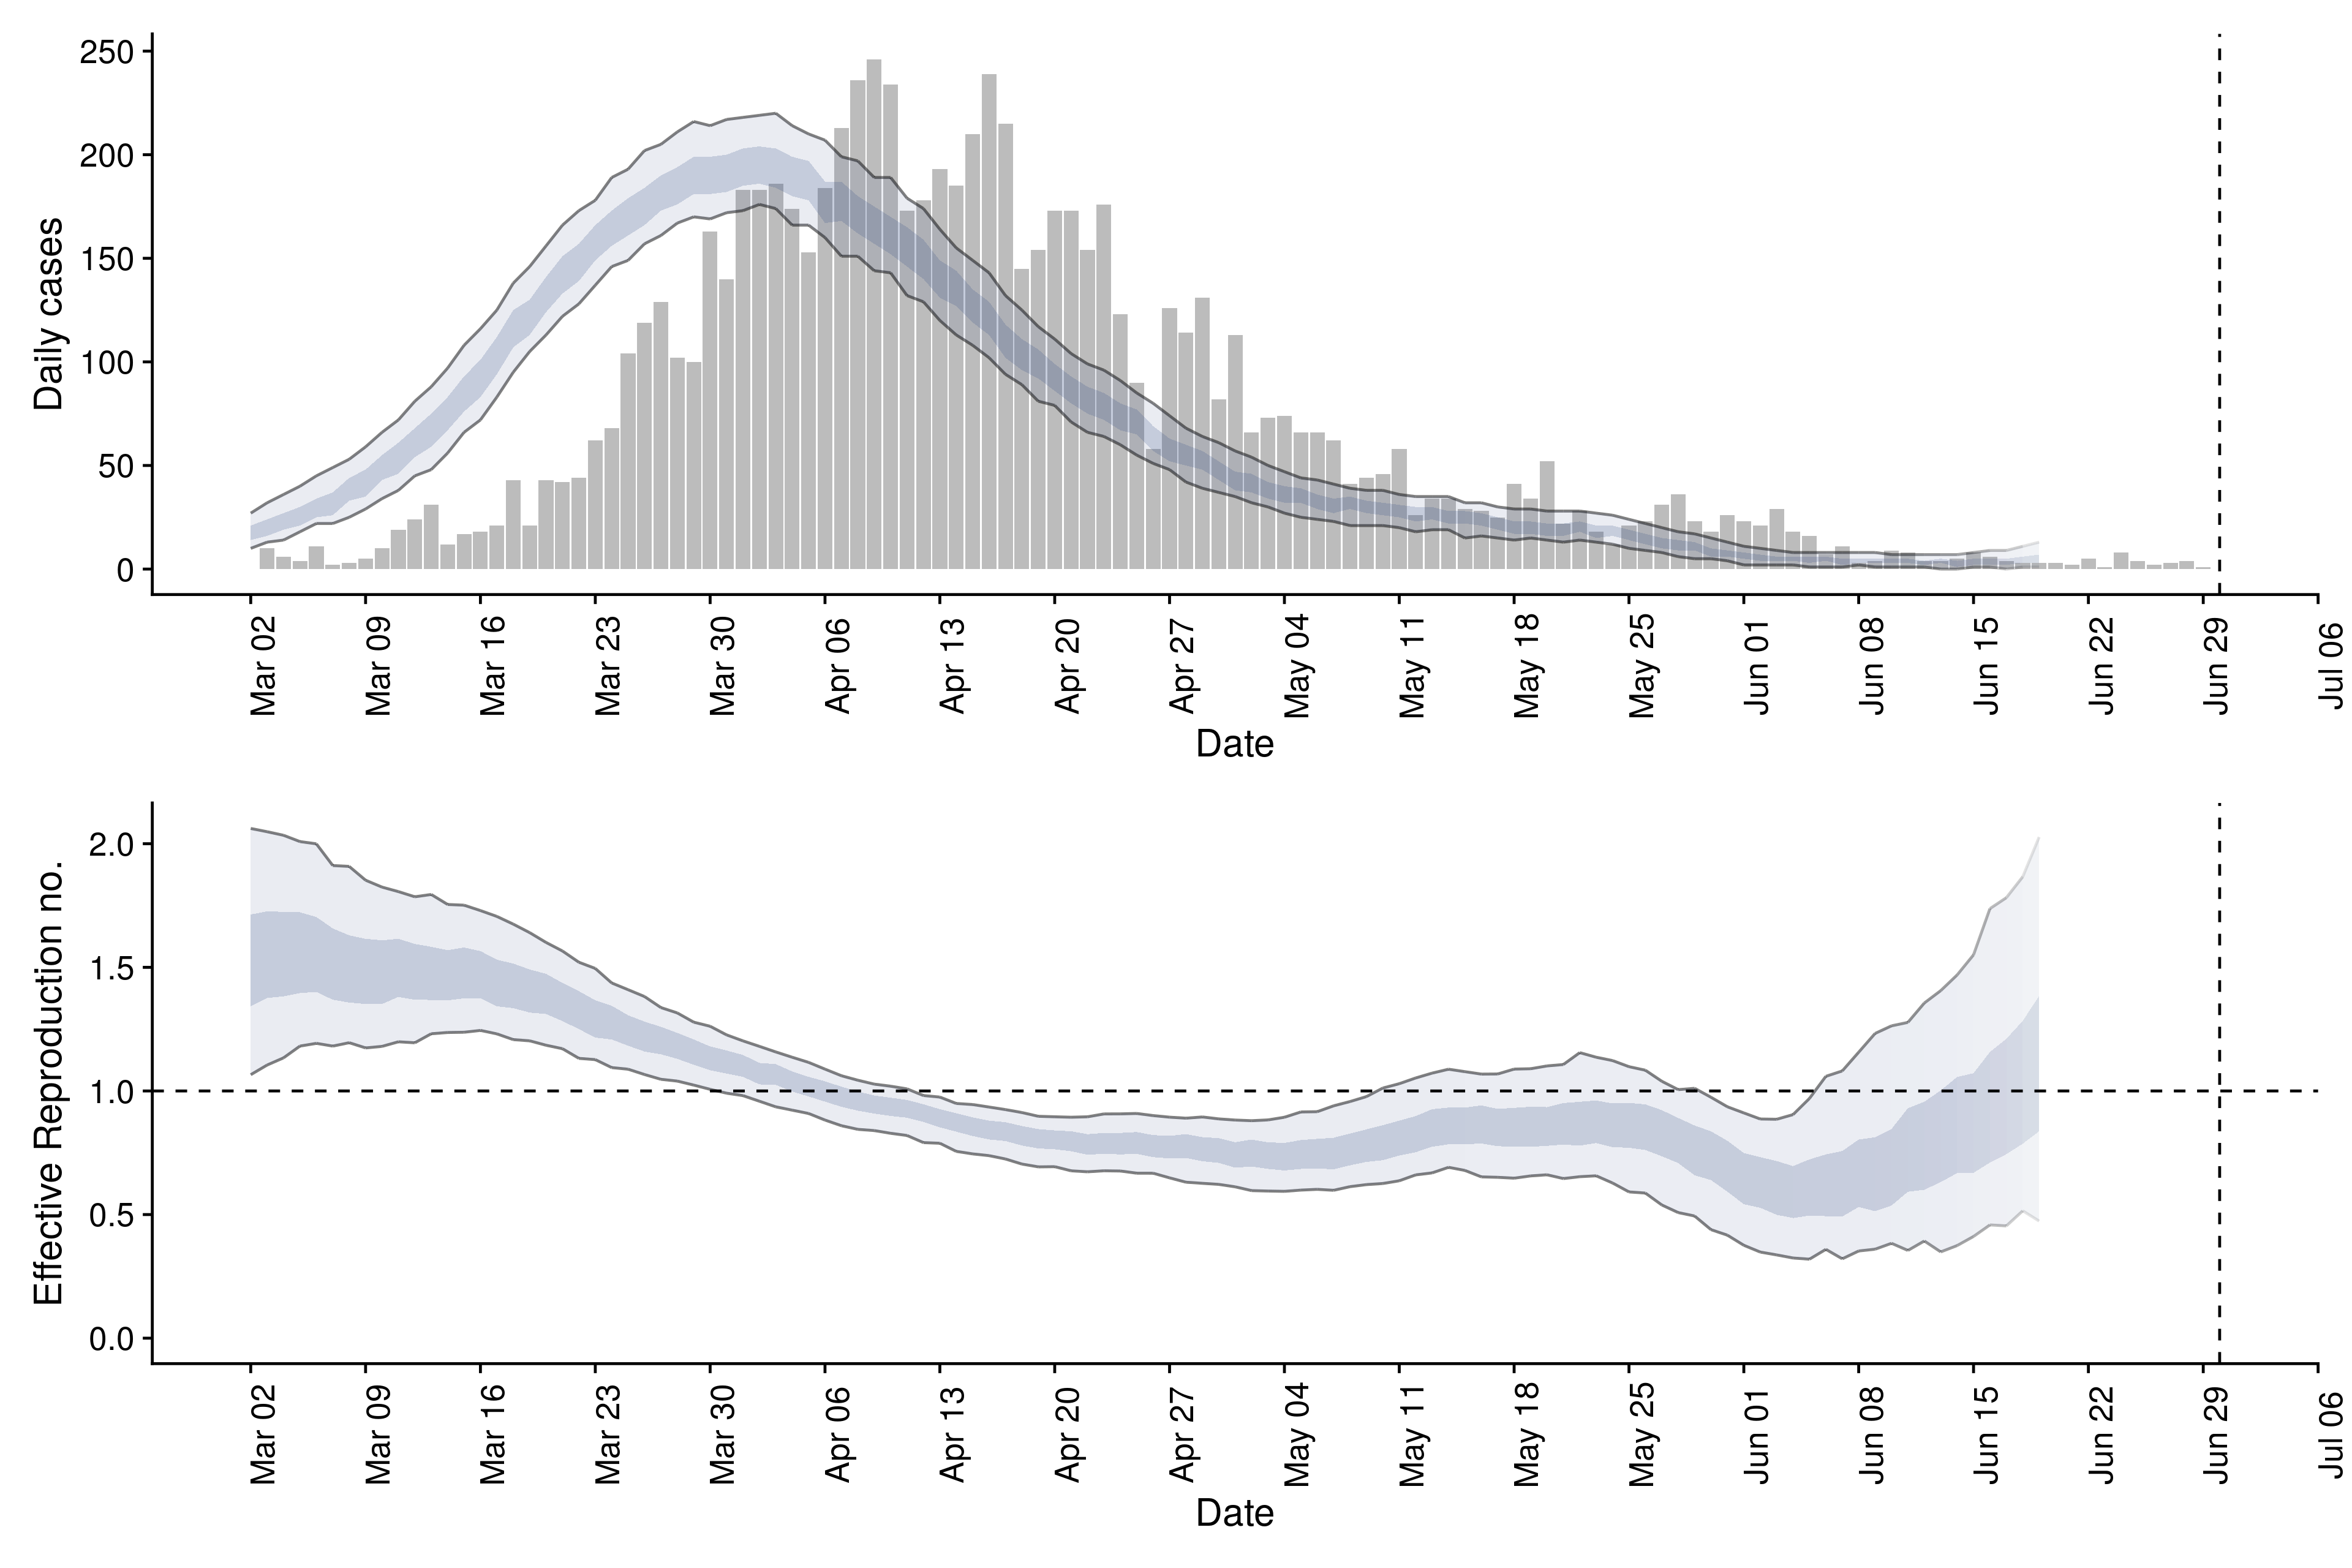 250
200
150
100
50
0
Daily cases
Mar 02 Mar 09 Mar 16 Mar 23 Mar 30 Apr 06 Apr 13 Apr 20 Apr 27 May 04 May 11 May 18 May 25 Jun 01 Jun 08 Jun 15 Jun 22 Jun 29 Jul 06
Date
2.0
1.5
1.0
0.5
0.0
Effective Reproduction no.
Mar 02 Mar 09 Mar 16 Mar 23 Mar 30 Apr 06 Apr 13 Apr 20 Apr 27 May 04 May 11 May 18 May 25 Jun 01 Jun 08 Jun 15 Jun 22 Jun 29 Jul 06
Date